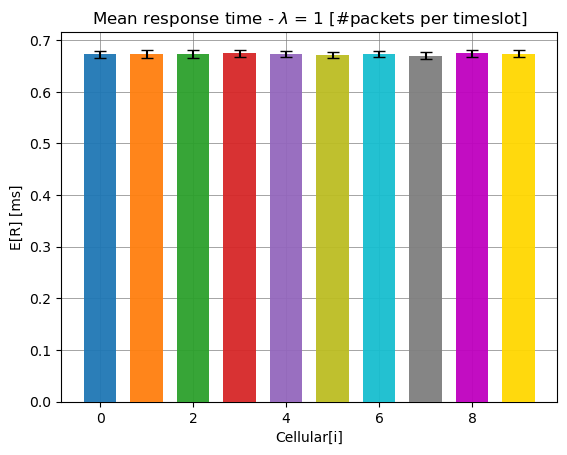 Mean response time - λ = 1 [#packets per timeslot]
0.7
0.6
0.5
0.4
0.3
0.2
0.1
0.0
E[R] [ms]
0 2 4 6 8
Cellular[i]